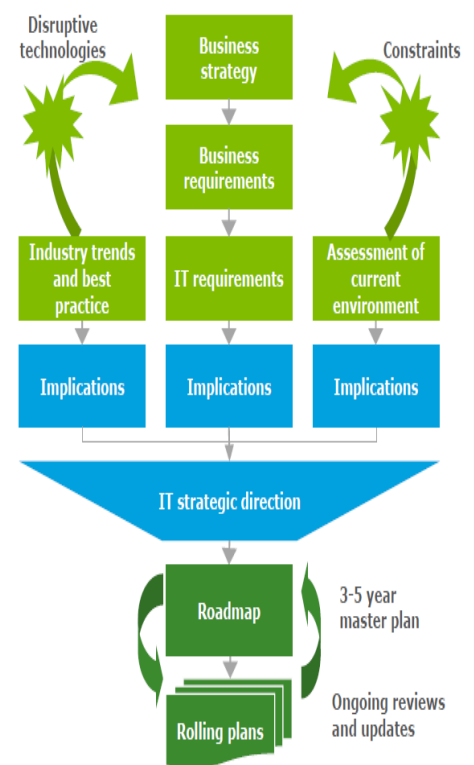 Disruptive
technologies
Business
strategy
Constraints
Business
requirements
Industry trends
and best
practice
IT requirements
Assessment of
current
environment
Implications
Implications
Implications
IT strategic direction
Roadmap
3-5 year
master plan
Rolling plans
Ongoing reviews
and updates